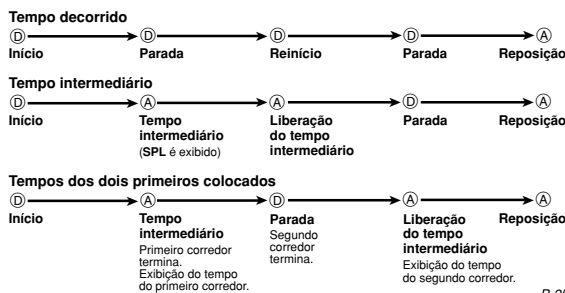 Tempo decorrido
Ⓓ Ⓓ Ⓓ Ⓓ Ⓐ
Início Parada Reinício Parada Reposição
Tempo intermediário
Ⓓ Ⓐ Ⓐ Ⓓ Ⓐ
Início Tempo intermediário (SPL é exibido) Liberação do tempo intermediário Parada Reposição
Tempos dos dois primeiros colocados
Ⓓ Ⓐ Ⓓ Ⓐ Ⓐ
Início
Tempo
intermediário
Primeiro corredor
termina.
Exibição do tempo
do primeiro corredor.
Parada
Segundo
corredor
termina.
Liberação
do tempo
intermediário
Exibição do tempo
do segundo corredor.
Reposição